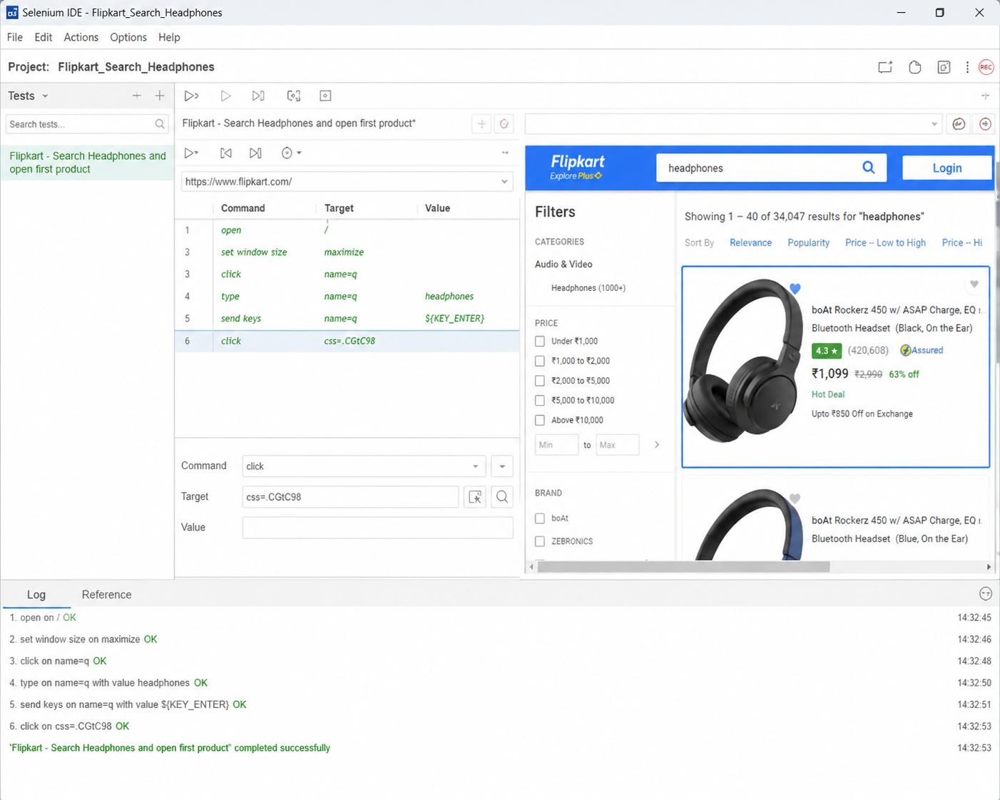 Selenium IDE - Flipkart_Search_Headphones
File Edit Actions Options Help
Project: Flipkart_Search_Headphones
REC
Tests
Search tests...
Flipkart - Search Headphones and
open first product
Flipkart - Search Headphones and open first product*
https://www.flipkart.com/
Command Target Value
1 open /
3 set window size maximize
3 click name=q
4 type name=q headphones
5 send keys name=q ${KEY_ENTER}
6 click css=.CGtC98
Command click
Target css=.CGtC98
Value
Flipkart
Explore Plus
headphones
Login
Filters
CATEGORIES
Audio & Video
Headphones (1000+)
PRICE
Under ₹1,000
₹1,000 to ₹2,000
₹2,000 to ₹5,000
₹5,000 to ₹10,000
Above ₹10,000
Min to Max
BRAND
boAt
ZEBRONICS
Showing 1 – 40 of 34,047 results for "headphones"
Sort By Relevance Popularity Price -- Low to High Price -- Hi
boAt Rockerz 450 w/ ASAP Charge, EQ
Bluetooth Headset (Black, On the Ear)
4.3 ★ (420,608) Assured
₹1,099 ₹2,990 63% off
Hot Deal
Upto ₹850 Off on Exchange
boAt Rockerz 450 w/ ASAP Charge, EQ
Bluetooth Headset (Blue, On the Ear)
Log Reference
1. open on / OK 14:32:45
2. set window size on maximize OK 14:32:46
3. click on name=q OK 14:32:48
4. type on name=q with value headphones OK 14:32:50
5. send keys on name=q with value ${KEY_ENTER} OK 14:32:51
6. click on css=.CGtC98 OK 14:32:53
'Flipkart - Search Headphones and open first product" completed successfully 14:32:53